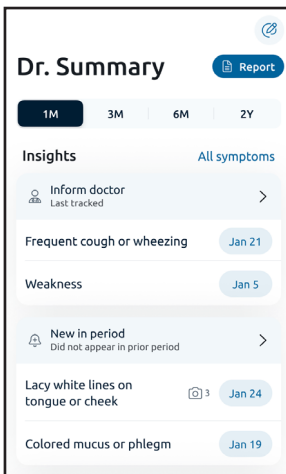 Dr. Summary
Report
1M 3M 6M 2Y
Insights All symptoms
Inform doctor
Last tracked
Frequent cough or wheezing Jan 21
Weakness Jan 5
New in period
Did not appear in prior period
Lacy white lines on
tongue or cheek 3 Jan 24
Colored mucus or phlegm Jan 19